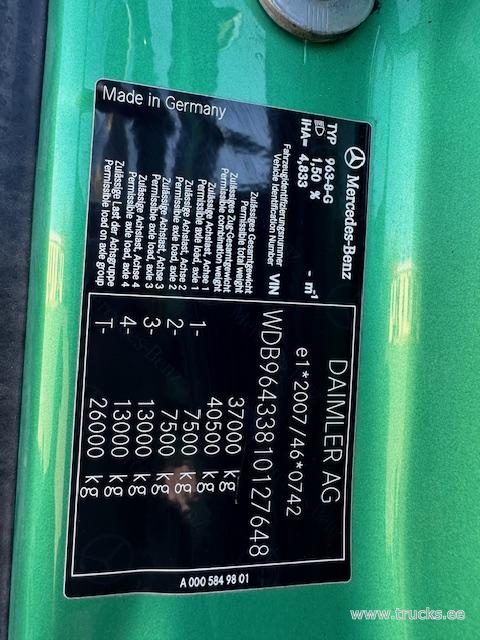 Mercedes-Benz
TYP 963-8-G
1,50 %
IHA= 4,833 - m-1
Fahrzeugidentifizierungsnummer
Vehicle Identification Number VIN
Zulässiges Gesamtgewicht
Permissible total weight
Zulässiges Zug-Gesamtgewicht
Permissible combination weight
Zulässige Achslast, Achse 1
Permissible axle load, axle 1
Zulässige Achslast, Achse 2
Permissible axle load, axle 2
Zulässige Achslast, Achse 3
Permissible axle load, axle 3
Zulässige Achslast, Achse 4
Permissible axle load, axle 4
Zulässige Last der Achsgruppe
Permissible load on axle group
Made in Germany
DAIMLER AG
e1*2007/46*0742
WDB96433810127648
37000 kg
40500 kg
1- 7500 kg
2- 7500 kg
3- 13000 kg
4- 13000 kg
T- 26000 kg
A 000 584 98 01
www.trucks.ee